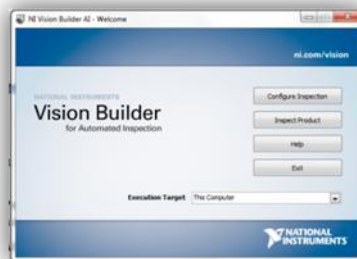 NI Vision Builder AI - Welcome
ni.com/vision
NATIONAL INSTRUMENTS
Vision Builder
for Automated Inspection
Configure Inspection
Inspect Product
Help
Exit
Execution Target This Computer
NATIONAL
INSTRUMENTS